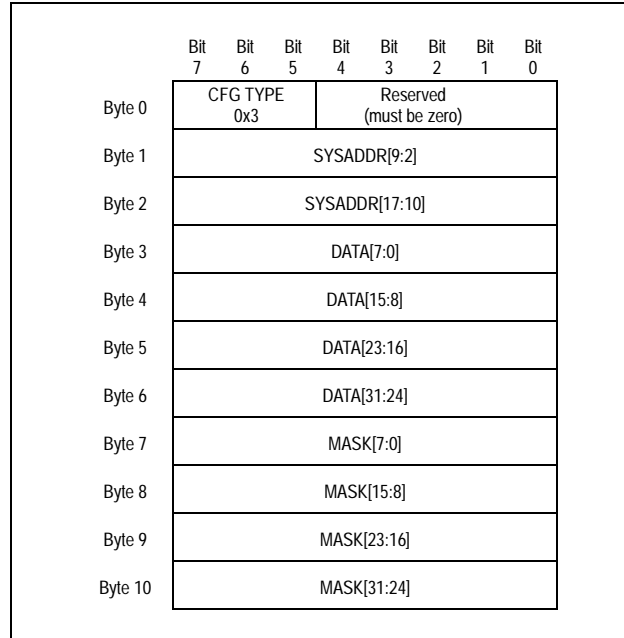 Bit Bit Bit Bit Bit Bit Bit Bit
7 6 5 4 3 2 1 0
Byte 0 CFG TYPE 0x3 Reserved (must be zero)
Byte 1 SYSADDR[9:2]
Byte 2 SYSADDR[17:10]
Byte 3 DATA[7:0]
Byte 4 DATA[15:8]
Byte 5 DATA[23:16]
Byte 6 DATA[31:24]
Byte 7 MASK[7:0]
Byte 8 MASK[15:8]
Byte 9 MASK[23:16]
Byte 10 MASK[31:24]